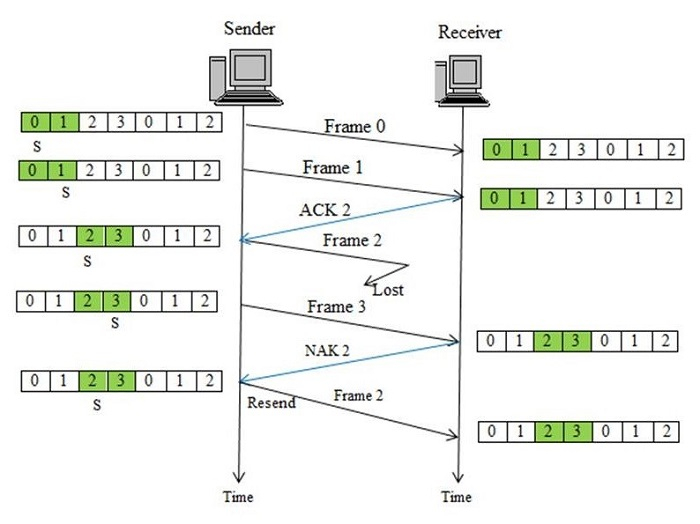 Sender
Receiver
0 1 2 3 0 1 2
S
Frame 0
0 1 2 3 0 1 2
0 1 2 3 0 1 2
S
Frame 1
0 1 2 3 0 1 2
ACK 2
0 1 2 3 0 1 2
S
Frame 2
Lost
0 1 2 3 0 1 2
S
Frame 3
0 1 2 3 0 1 2
NAK 2
0 1 2 3 0 1 2
S
Resend
Frame 2
0 1 2 3 0 1 2
Time
Time